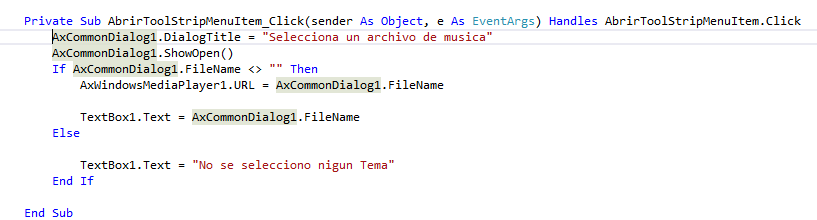 Private Sub AbrirToolStripMenuItem_Click(sender As Object, e As EventArgs) Handles AbrirToolStripMenuItem.Click
AxCommonDialog1.DialogTitle = "Selecciona un archivo de musica"
AxCommonDialog1.ShowOpen()
If AxCommonDialog1.FileName <> "" Then
AxWindowsMediaPlayer1.URL = AxCommonDialog1.FileName
TextBox1.Text = AxCommonDialog1.FileName
Else
TextBox1.Text = "No se selecciono nigun Tema"
End If
End Sub